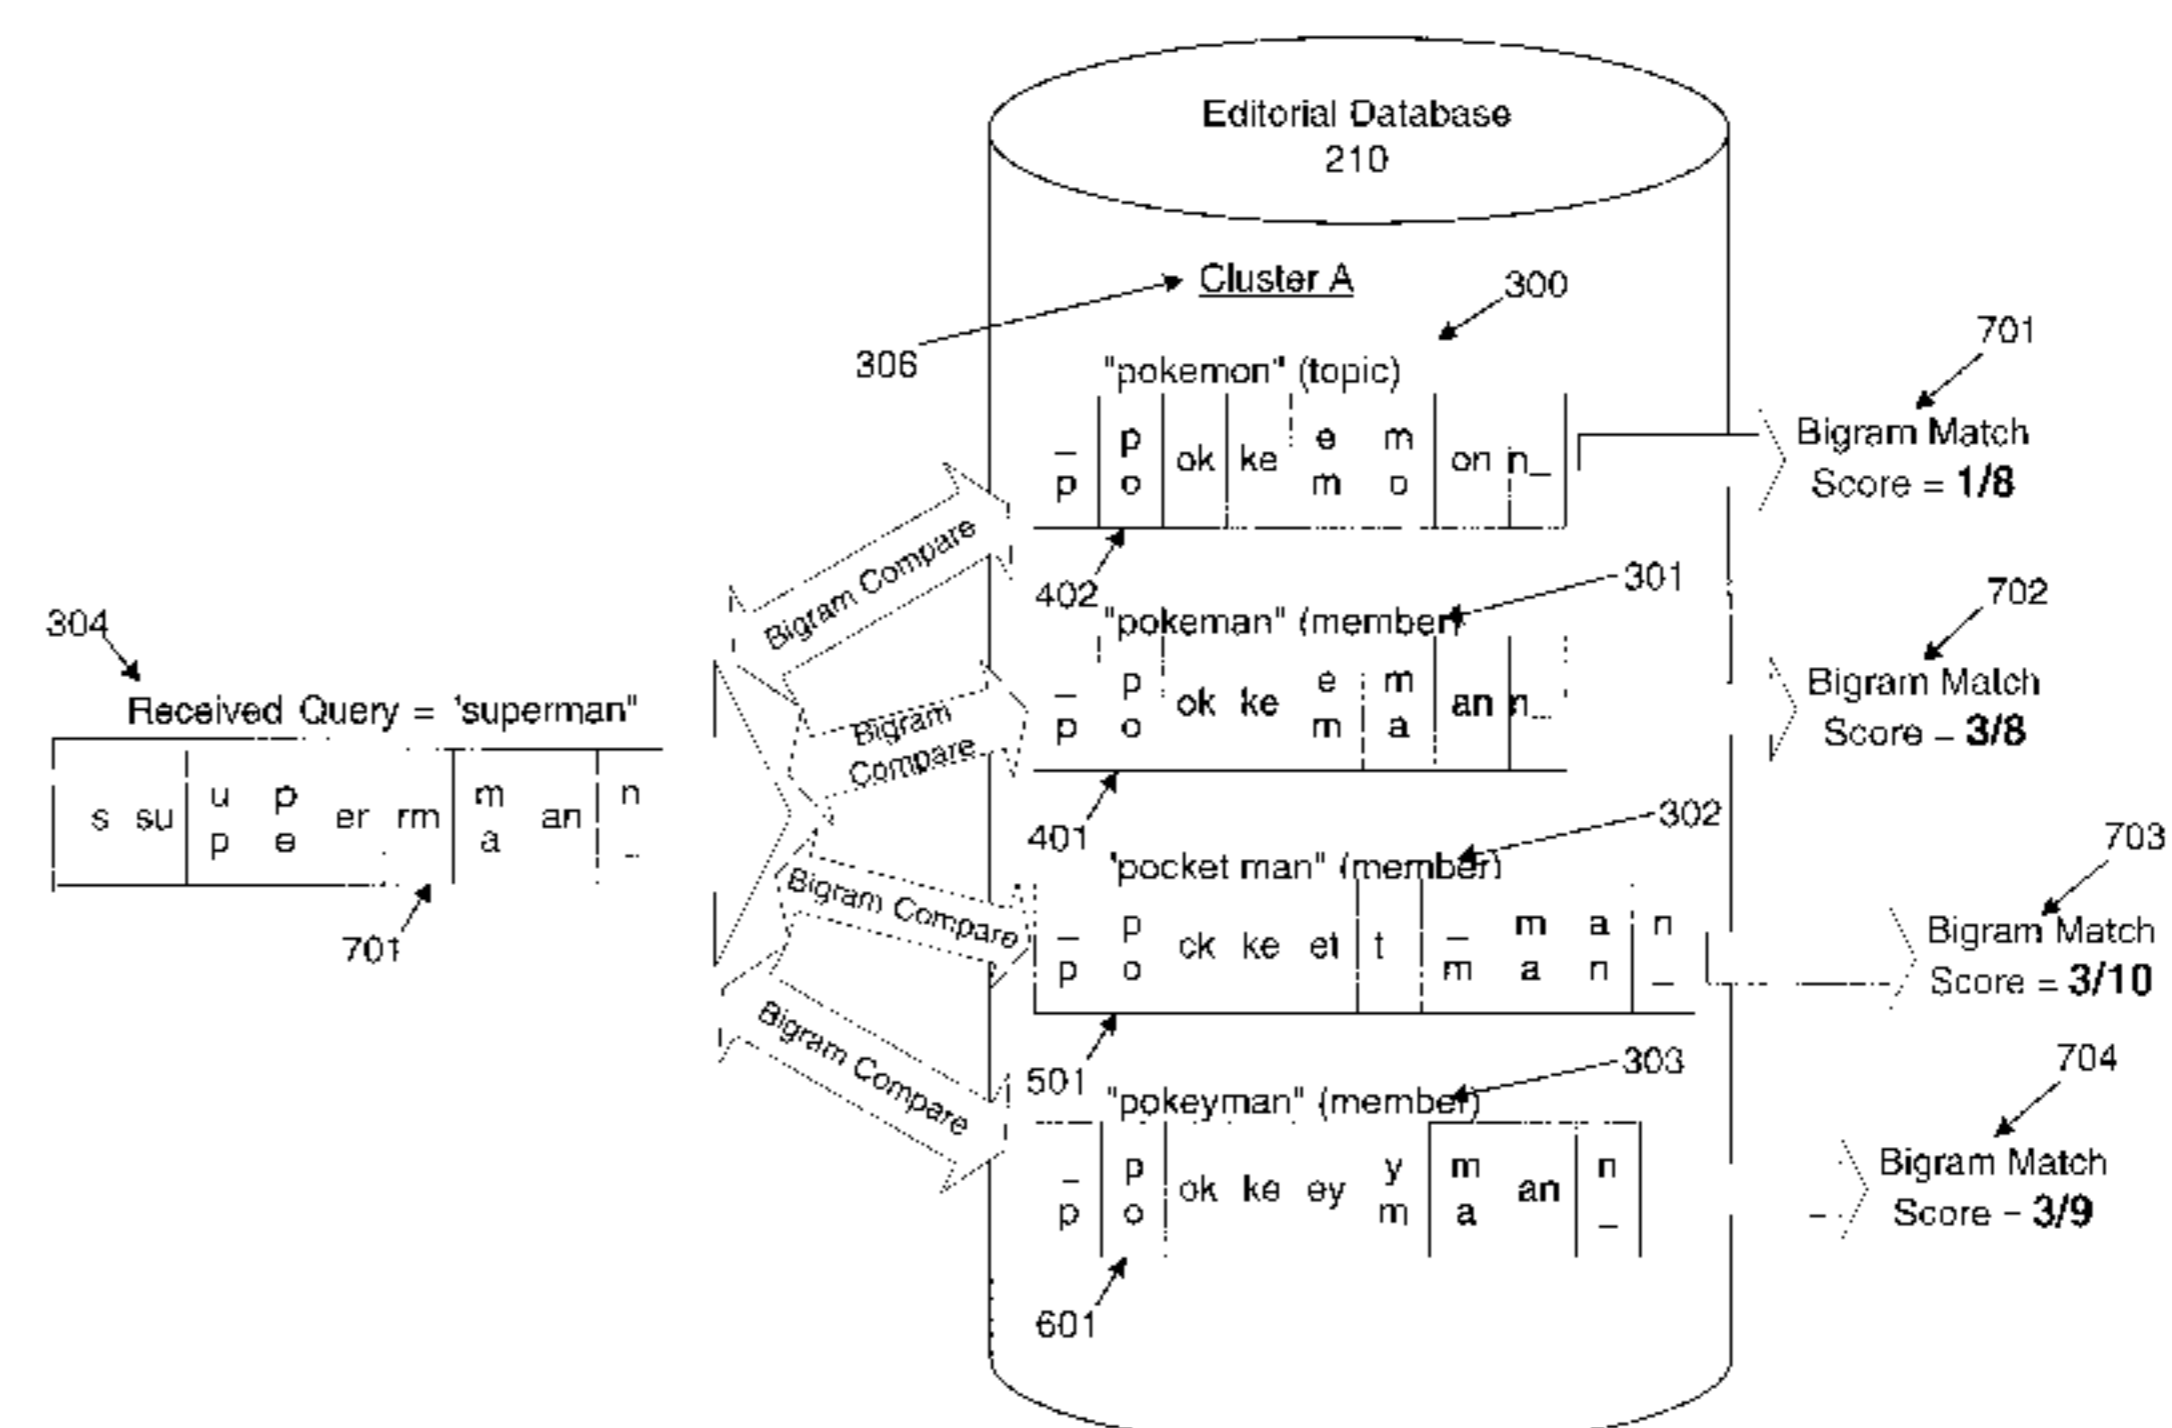 Editorial Database
210
Cluster A
306
300
"pokemon" (topic)
_p po ok ke em mo on n_
402
701
Bigram Match
Score = 1/8
Bigram Compare
301
"pokeman" (member)
_p po ok ke em ma an n_
401
702
Bigram Match
Score = 3/8
Bigram
Compare
304
Received Query = 'superman"
s su up pe er rm ma an n_
701
302
'pocket man" (member)
_p po ck ke et t _m ma an n_
501
703
Bigram Match
Score = 3/10
Bigram Compare
303
"pokeyman" (member)
_p po ok ke ey ym ma an n_
601
704
Bigram Match
Score = 3/9
Bigram Compare